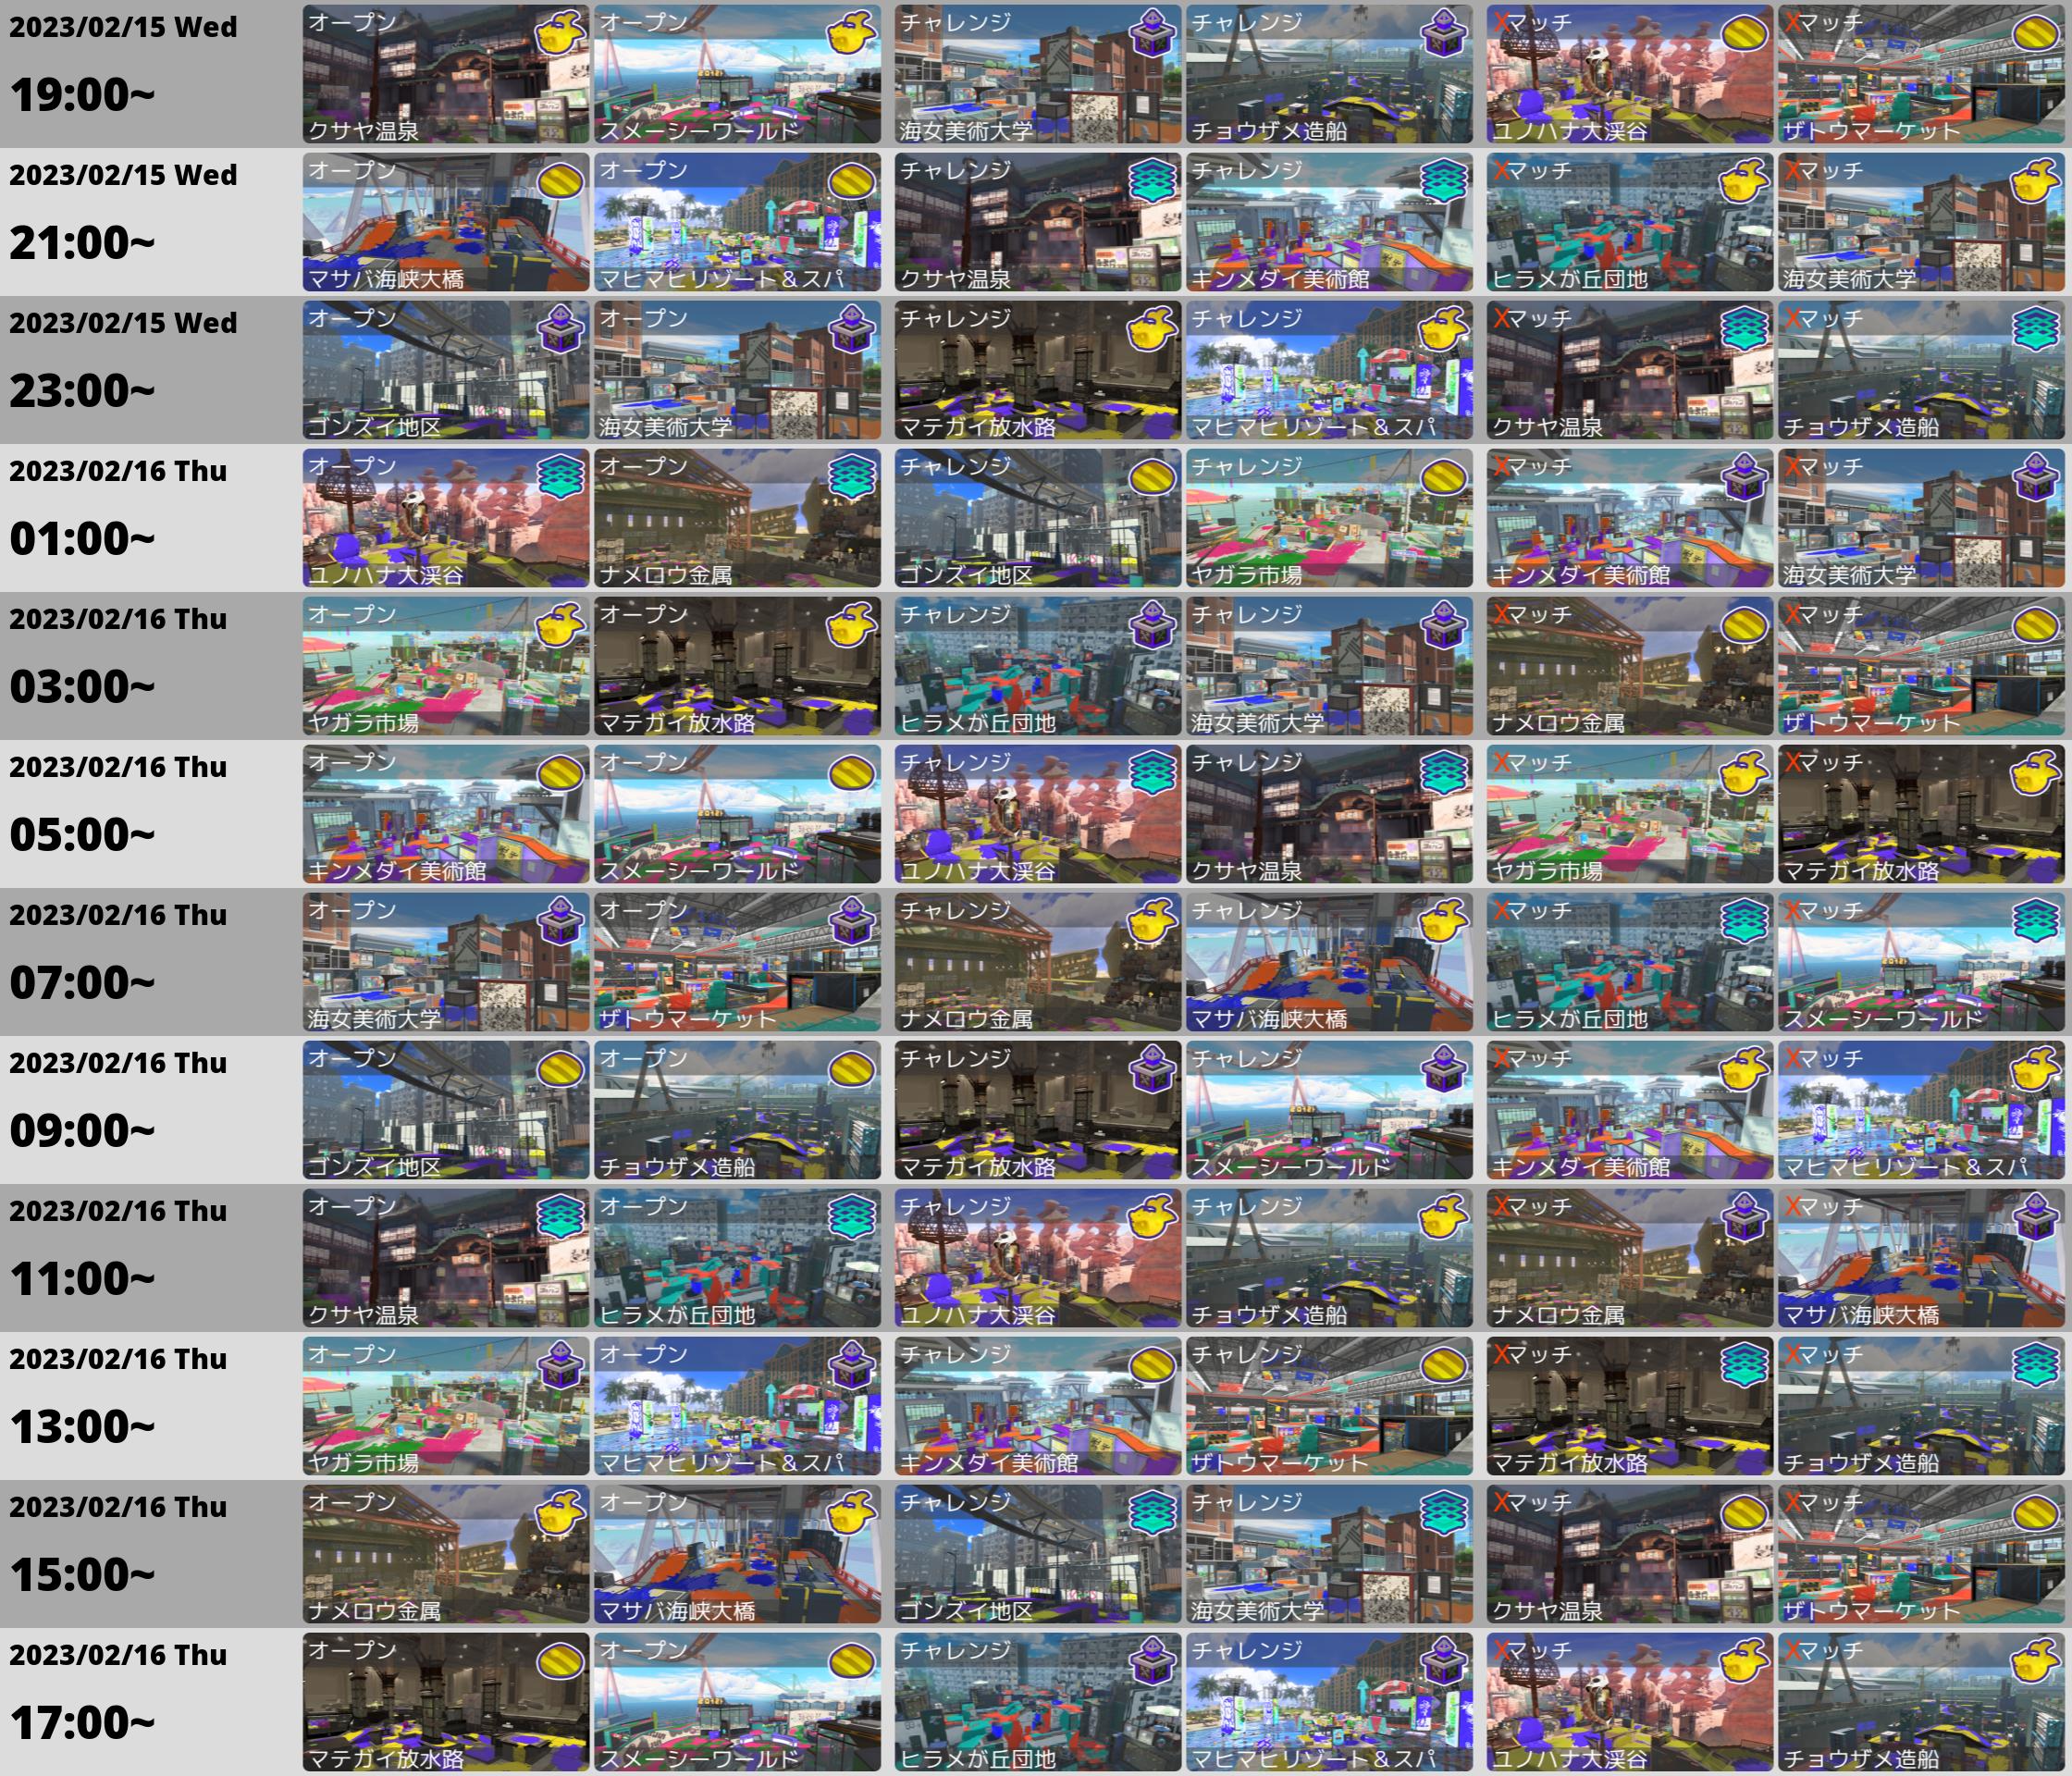 2023/02/15 Wed
19:00~
オープン
クサヤ温泉
オープン
スメーシーワールド
チャレンジ
海女美術大学
チャレンジ
チョウザメ造船
Xマッチ
ユノハナ大渓谷
Xマッチ
ザトウマーケット
2023/02/15 Wed
21:00~
オープン
マサバ海峡大橋
オープン
マヒマヒリゾート&スパ
チャレンジ
クサヤ温泉
チャレンジ
キンメダイ美術館
Xマッチ
ヒラメが丘団地
Xマッチ
海女美術大学
2023/02/15 Wed
23:00~
オープン
ゴンズイ地区
オープン
海女美術大学
チャレンジ
マテガイ放水路
チャレンジ
マヒマヒリゾート&スパ
Xマッチ
クサヤ温泉
Xマッチ
チョウザメ造船
2023/02/16 Thu
01:00~
オープン
ユノハナ大渓谷
オープン
ナメロウ金属
チャレンジ
ゴンズイ地区
チャレンジ
ヤガラ市場
Xマッチ
キンメダイ美術館
Xマッチ
海女美術大学
2023/02/16 Thu
03:00~
オープン
ヤガラ市場
オープン
マテガイ放水路
チャレンジ
ヒラメが丘団地
チャレンジ
海女美術大学
Xマッチ
ナメロウ金属
Xマッチ
ザトウマーケット
2023/02/16 Thu
05:00~
オープン
キンメダイ美術館
オープン
スメーシーワールド
チャレンジ
ユノハナ大渓谷
チャレンジ
クサヤ温泉
Xマッチ
ヤガラ市場
Xマッチ
マテガイ放水路
2023/02/16 Thu
07:00~
オープン
海女美術大学
オープン
ザトウマーケット
チャレンジ
ナメロウ金属
チャレンジ
マサバ海峡大橋
Xマッチ
ヒラメが丘団地
Xマッチ
スメーシーワールド
2023/02/16 Thu
09:00~
オープン
ゴンズイ地区
オープン
チョウザメ造船
チャレンジ
マテガイ放水路
チャレンジ
スメーシーワールド
Xマッチ
キンメダイ美術館
Xマッチ
マヒマヒリゾート&スパ
2023/02/16 Thu
11:00~
オープン
クサヤ温泉
オープン
ヒラメが丘団地
チャレンジ
ユノハナ大渓谷
チャレンジ
チョウザメ造船
Xマッチ
ナメロウ金属
Xマッチ
マサバ海峡大橋
2023/02/16 Thu
13:00~
オープン
ヤガラ市場
オープン
マヒマヒリゾート&スパ
チャレンジ
キンメダイ美術館
チャレンジ
ザトウマーケット
Xマッチ
マテガイ放水路
Xマッチ
チョウザメ造船
2023/02/16 Thu
15:00~
オープン
ナメロウ金属
オープン
マサバ海峡大橋
チャレンジ
ゴンズイ地区
チャレンジ
海女美術大学
Xマッチ
クサヤ温泉
Xマッチ
ザトウマーケット
2023/02/16 Thu
17:00~
オープン
マテガイ放水路
オープン
スメーシーワールド
チャレンジ
ヒラメが丘団地
チャレンジ
マヒマヒリゾート&スパ
Xマッチ
ユノハナ大渓谷
Xマッチ
チョウザメ造船